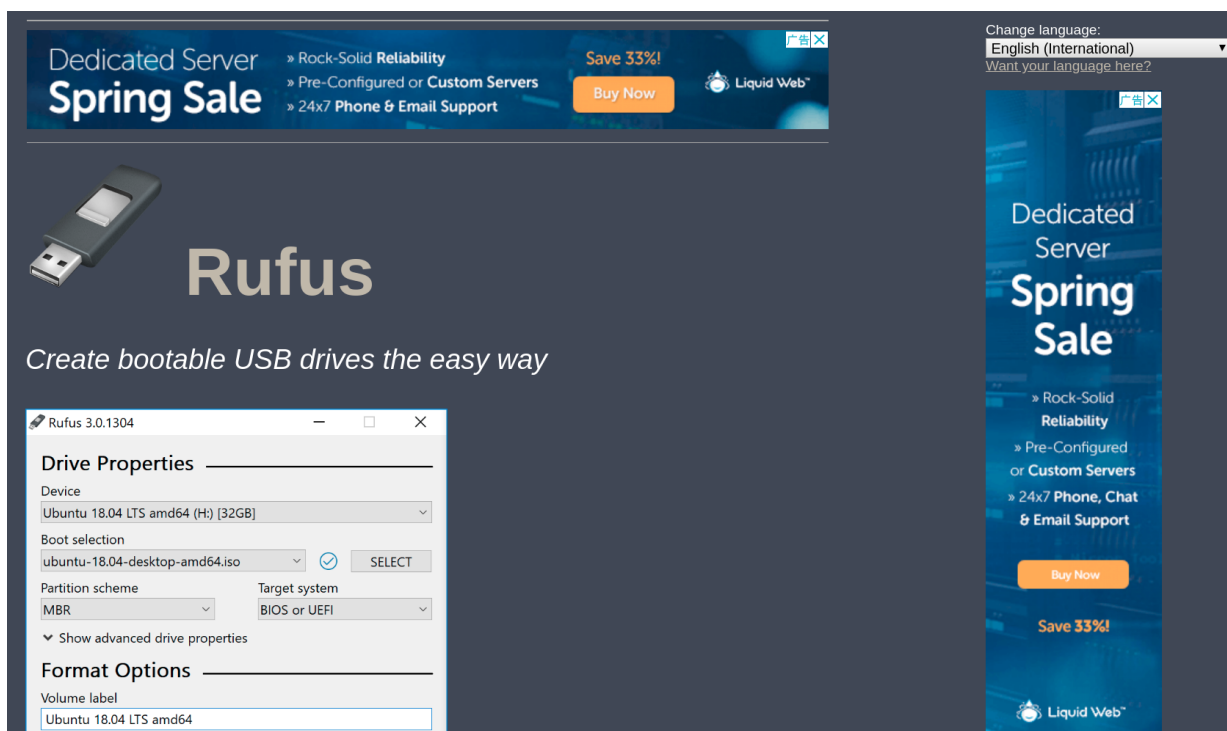 Dedicated Server
Spring Sale
» Rock-Solid Reliability
» Pre-Configured or Custom Servers
» 24x7 Phone & Email Support
Save 33%!
Buy Now
Liquid Web™
广告
Change language:
English (International)
Want your language here?
Rufus
Create bootable USB drives the easy way
Rufus 3.0.1304
Drive Properties
Device
Ubuntu 18.04 LTS amd64 (H:) [32GB]
Boot selection
ubuntu-18.04-desktop-amd64.iso
SELECT
Partition scheme
Target system
MBR
BIOS or UEFI
Show advanced drive properties
Format Options
Volume label
Ubuntu 18.04 LTS amd64
广告
Dedicated
Server
Spring
Sale
» Rock-Solid
Reliability
» Pre-Configured
or Custom Servers
» 24x7 Phone, Chat
& Email Support
Buy Now
Save 33%!
Liquid Web™